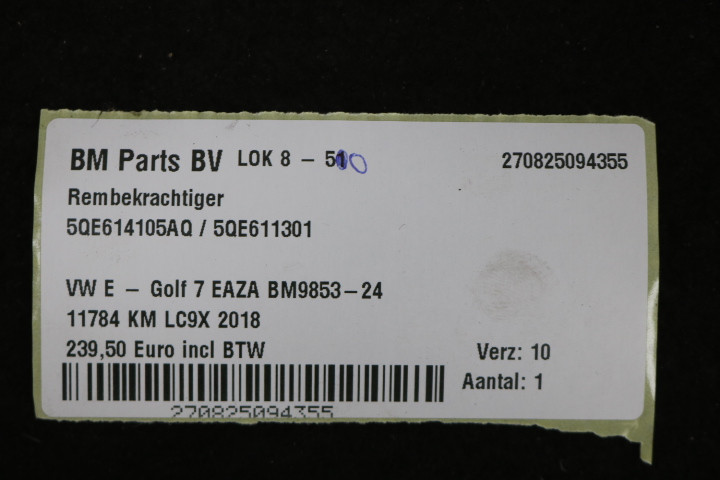 BM Parts BV LOK 8 - 500 270825094355
Rembekrachtiger
5QE614105AQ / 5QE611301
VW E - Golf 7 EAZA BM9853-24
11784 KM LC9X 2018
239,50 Euro incl BTW Verz: 10
Aantal: 1
270825094355